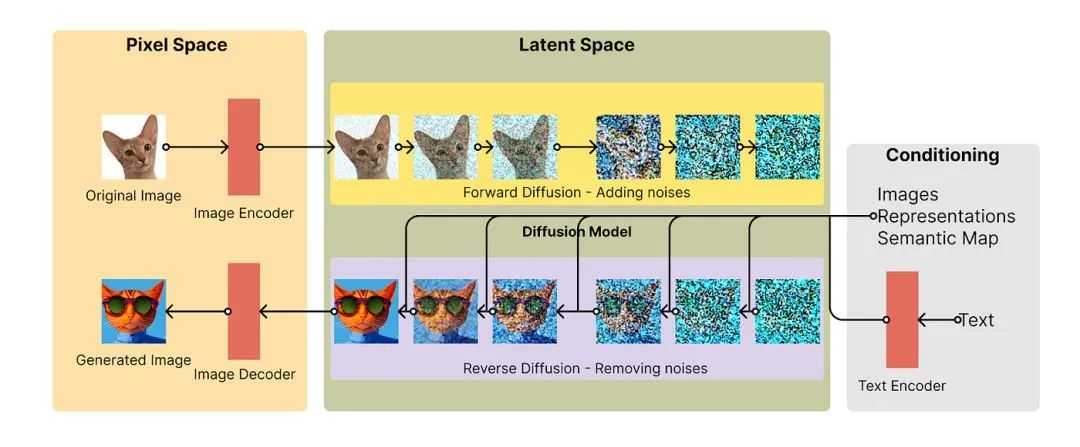 Pixel Space
Latent Space
Original Image
Image Encoder
Forward Diffusion - Adding noises
Conditioning
Images
Representations
Semantic Map
Diffusion Model
Generated Image
Image Decoder
Reverse Diffusion - Removing noises
Text
Text Encoder